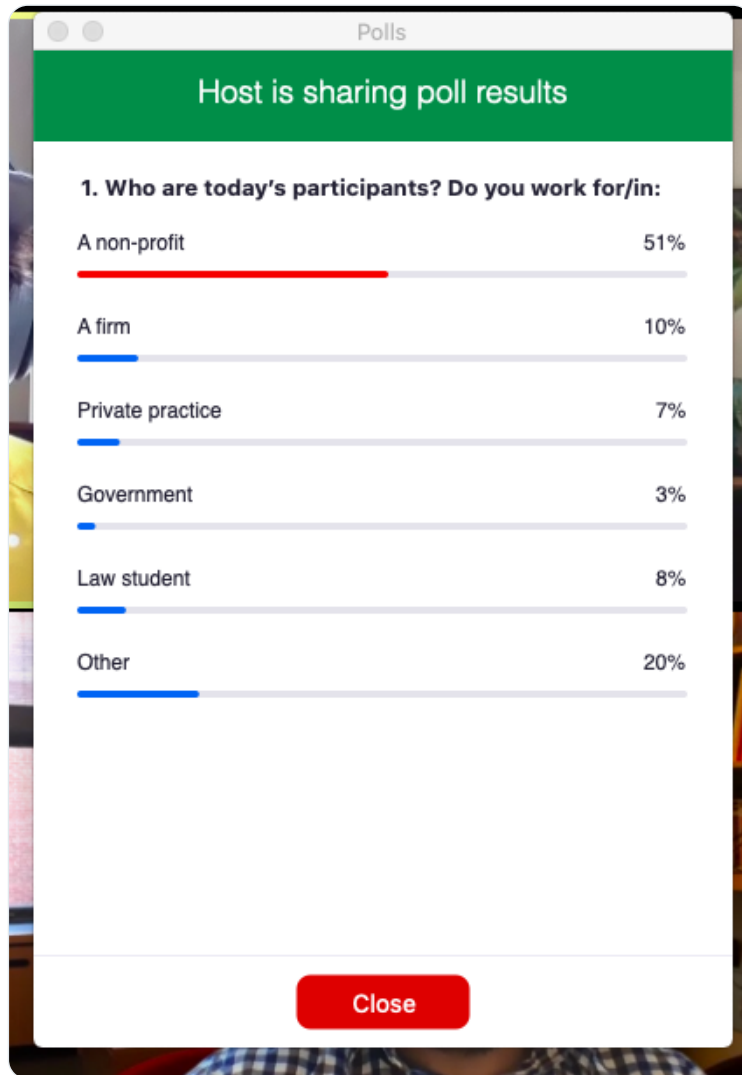 Polls
Host is sharing poll results
1. Who are today’s participants? Do you work for/in:
A non-profit 51%
A firm 10%
Private practice 7%
Government 3%
Law student 8%
Other 20%
Close